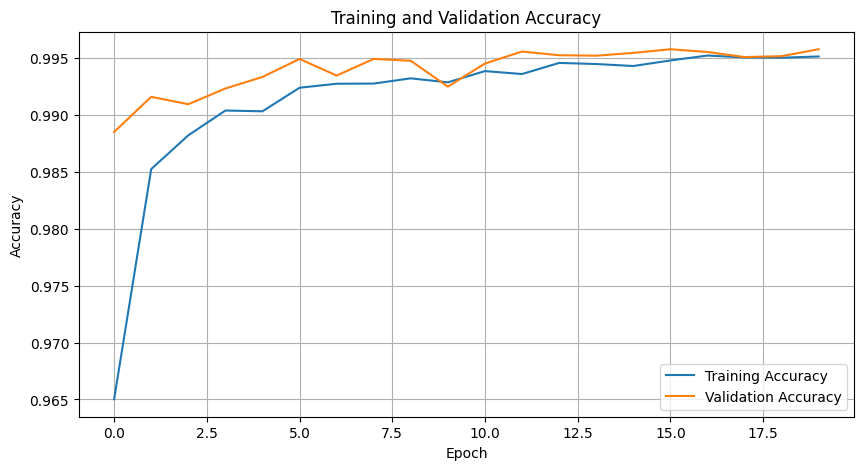 Training and Validation Accuracy
0.995
0.990
0.985
0.980
0.975
0.970
0.965
Accuracy
0.0 2.5 5.0 7.5 10.0 12.5 15.0 17.5
Epoch
Training Accuracy
Validation Accuracy